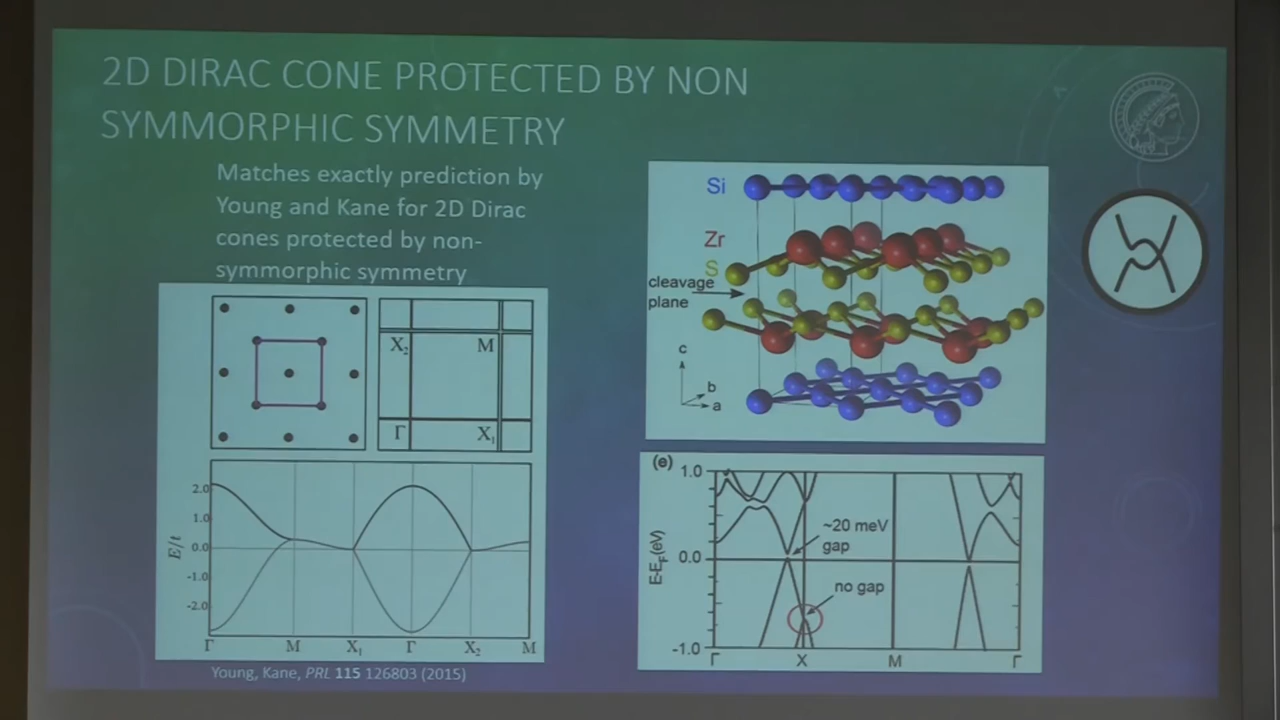 2D DIRAC CONE PROTECTED BY NON
SYMMORPHIC SYMMETRY
Matches exactly prediction by
Young and Kane for 2D Dirac
cones protected by non-
symmorphic symmetry
X2 M
Γ X1
E/t
2.0
1.0
0.0
-1.0
-2.0
Γ M X1 Γ X2 M
Young, Kane, PRL 115 126803 (2015)
Si
Zr
S
cleavage
plane
c
b
a
(e)
E-EF(eV)
1.0
0.0
-1.0
~20 meV
gap
no gap
Γ X M Γ